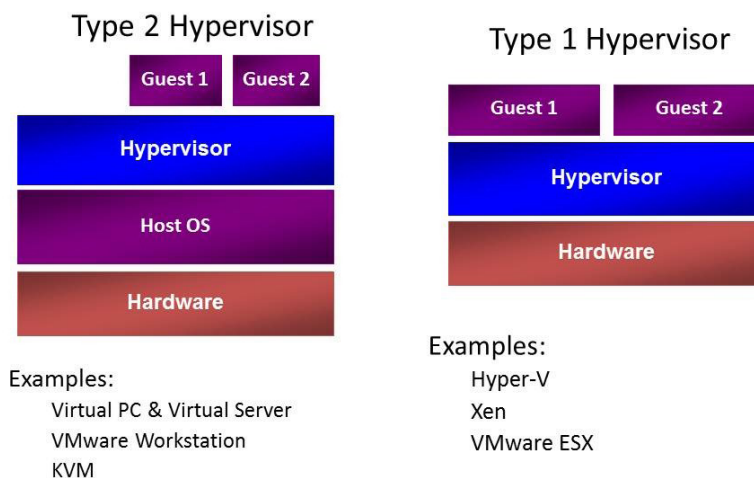 Type 2 Hypervisor
Guest 1
Guest 2
Hypervisor
Host OS
Hardware
Examples:
Virtual PC & Virtual Server
VMware Workstation
KVM
Type 1 Hypervisor
Guest 1
Guest 2
Hypervisor
Hardware
Examples:
Hyper-V
Xen
VMware ESX